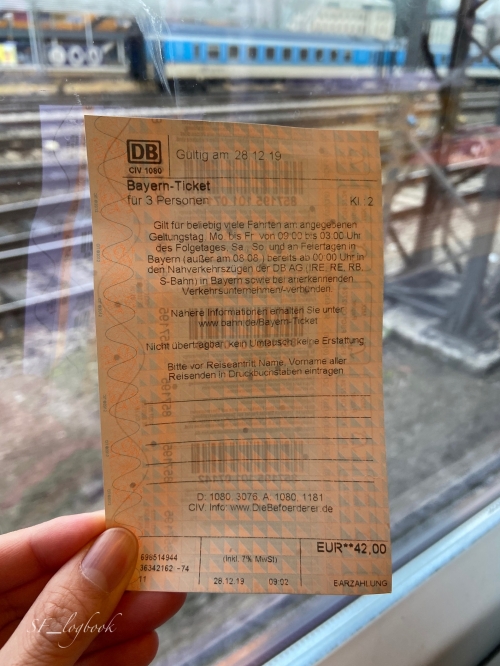 DB
CIV 1080
Gültig am 28.12.19
Bayern-Ticket
für 3 Personen
Kl. 2
Gilt für beliebig viele Fahrten am angegebenen
Geltungstag, Mo. bis Fr. von 09:00 bis 03:00 Uhr
des Folgetages, Sa., So. und an Feiertagen in
Bayern (außer am 08.08.) bereits ab 00:00 Uhr in
den Nahverkehrszügen der DB AG (IRE, RE, RB,
S-Bahn) in Bayern sowie bei anerkennenden
Verkehrsunternehmen/-verbünden.
Nähere Informationen erhalten Sie unter
www.bahn.de/Bayern-Ticket
Nicht übertragbar, kein Umtausch, keine Erstattung
Bitte vor Reiseantritt Name, Vorname aller
Reisenden in Druckbuchstaben eintragen.
D: 1080 3076 A: 1080 1181
CIV. Info: www.DieBefoerderer.de
EUR**42,00
696514944
36342162 -74
11
(inkl. 7% MwSt)
28.12.19 09:02
BARZAHLUNG
SF_logbook